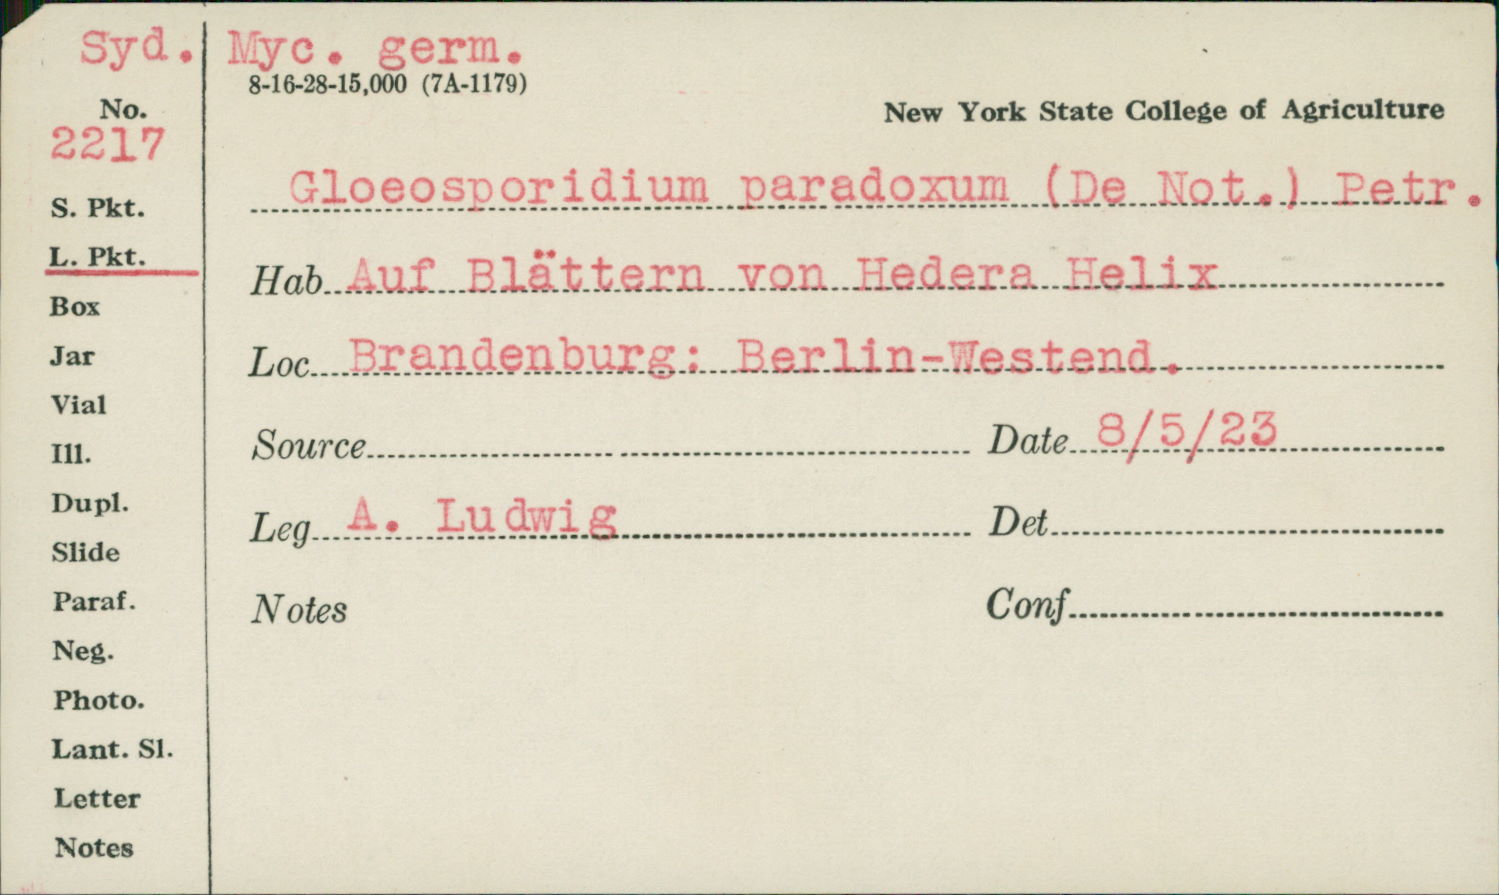 Syd. Myc. germ.
8-16-28-15,000 (7A-1179)
No.
2217
New York State College of Agriculture
Gloeosporidium paradoxum (De Not.) Petr.
S. Pkt.
L. Pkt.
Hab. Auf Blättern von Hedera Helix
Box
Jar
Loc. Brandenburg: Berlin-Westend.
Vial
Ill.
Source Date 8/5/23
Dupl.
Leg. A. Ludwig Det.
Slide
Paraf.
Notes Conf.
Neg.
Photo.
Lant. Sl.
Letter
Notes